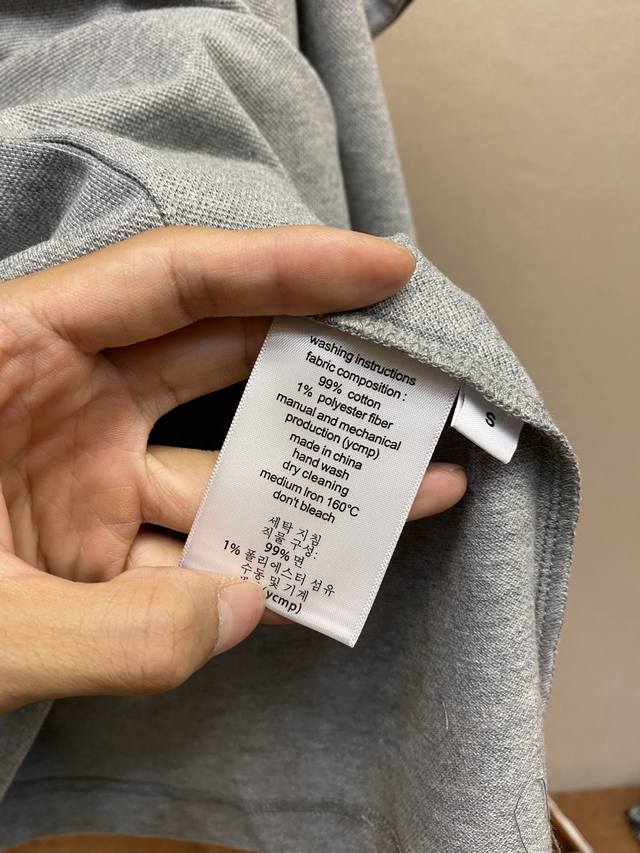 washing instructions
fabric composition :
99% cotton
1% polyester fiber
manual and mechanical
production (ycmp)
made in china
hand wash
dry cleaning
medium Iron 160°C
don't bleach
세탁 지침
직물 구성:
99% 면
1% 폴리에스터 섬유
수동 및 기계
(ycmp)
S